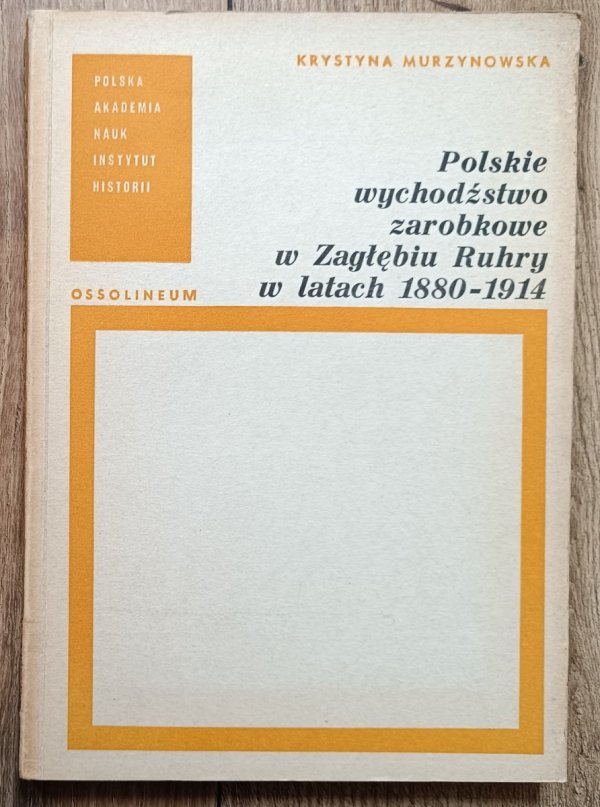 KRYSTYNA MURZYNOWSKA
POLSKA
AKADEMIA
NAUK
INSTYTUT
HISTORII
Polskie
wychodźstwo
zarobkowe
w Zagłębiu Ruhry
w latach 1880-1914
OSSOLINEUM